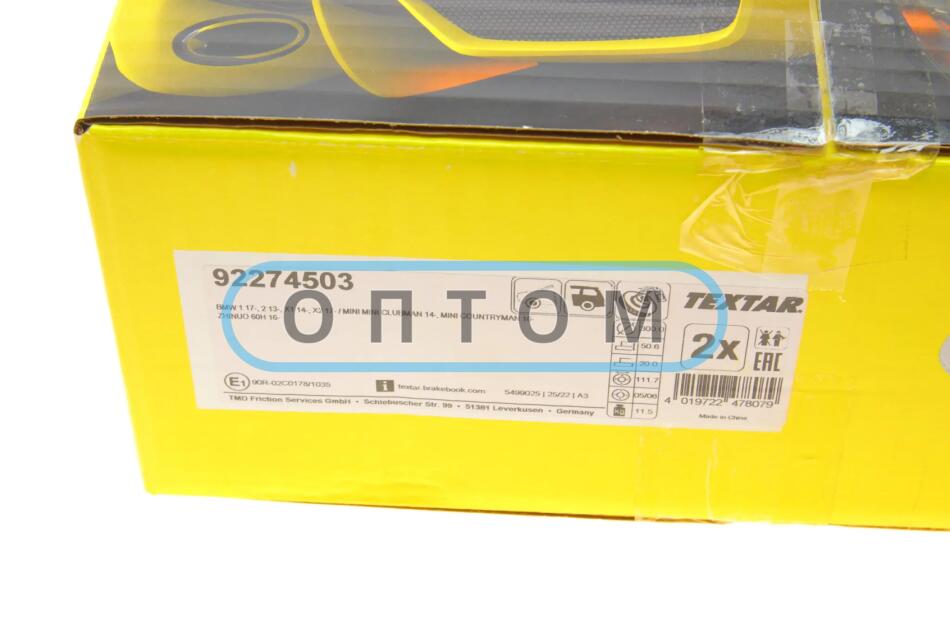 92274503
BMW 1 17-, 2 13-, X1 14-, X2 17- / MINI MINI CLUBMAN 14-, MINI COUNTRYMAN 16-
ZHINUO 60H 16-
ОПТОМ
TEXTAR
2x
EAC
300.0
50.6
20.0
111.7
05/06
KG 11.5
E1 90R-02C0178/1035
i textar.brakebook.com
5499025 | 25/22 | A3
TMD Friction Services GmbH • Schlebuscher Str. 99 • 51381 Leverkusen • Germany
4 019722 478079
Made in China